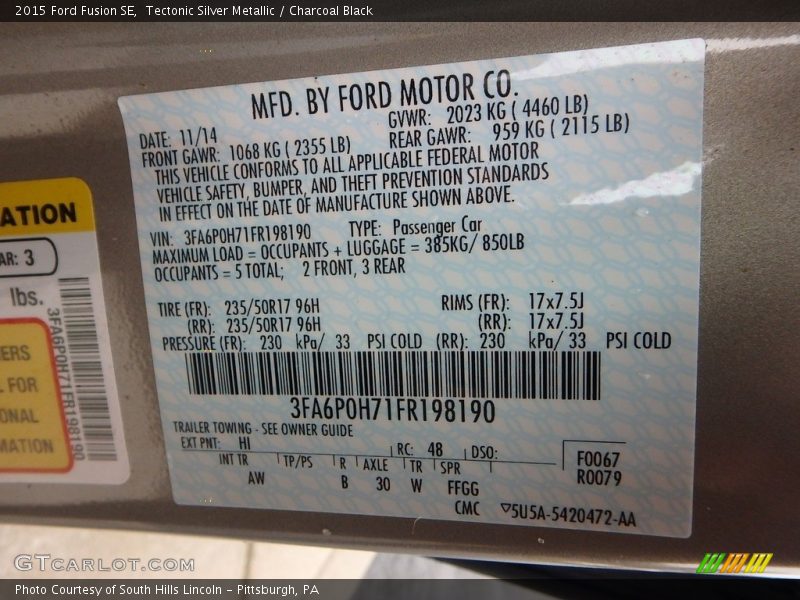 2015 Ford Fusion SE,  Tectonic Silver Metallic / Charcoal Black
MFD. BY FORD MOTOR CO.
DATE: 11/14
GVWR: 2023 KG ( 4460 LB)
FRONT GAWR: 1068 KG ( 2355 LB)
REAR GAWR: 959 KG ( 2115 LB)
THIS VEHICLE CONFORMS TO ALL APPLICABLE FEDERAL MOTOR
VEHICLE SAFETY, BUMPER, AND THEFT PREVENTION STANDARDS
IN EFFECT ON THE DATE OF MANUFACTURE SHOWN ABOVE.
VIN: 3FA6P0H71FR198190 TYPE: Passenger Car
MAXIMUM LOAD = OCCUPANTS + LUGGAGE = 385KG/ 850LB
OCCUPANTS = 5 TOTAL; 2 FRONT, 3 REAR
TIRE (FR): 235/50R17 96H RIMS (FR): 17x7.5J
(RR): 235/50R17 96H (RR): 17x7.5J
PRESSURE (FR): 230 kPa/ 33 PSI COLD (RR): 230 kPa/ 33 PSI COLD
3FA6P0H71FR198190
TRAILER TOWING - SEE OWNER GUIDE
EXT PNT: HI RC: 48 DSO:
INT TR TP/PS R AXLE TR SPR
AW B 30 W FFGG
F0067
R0079
CMC ▽5U5A-5420472-AA
ATION
AR: 3
lbs.
3FA6P0H71FR198190
ERS
FOR
ONAL
MATION
GTCARLOT.COM
Photo Courtesy of South Hills Lincoln - Pittsburgh, PA